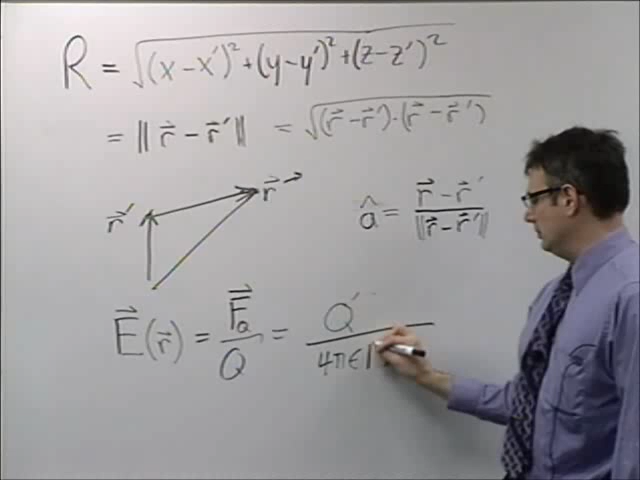 R = √(x-x')² + (y-y')² + (z-z')²
= ‖r⃗ - r⃗'‖ = √(r⃗-r⃗')·(r⃗-r⃗')
r⃗' r⃗
â = r⃗ - r⃗' / ‖r⃗-r⃗'‖
E⃗(r⃗) = F⃗_Q / Q = Q' / 4πε